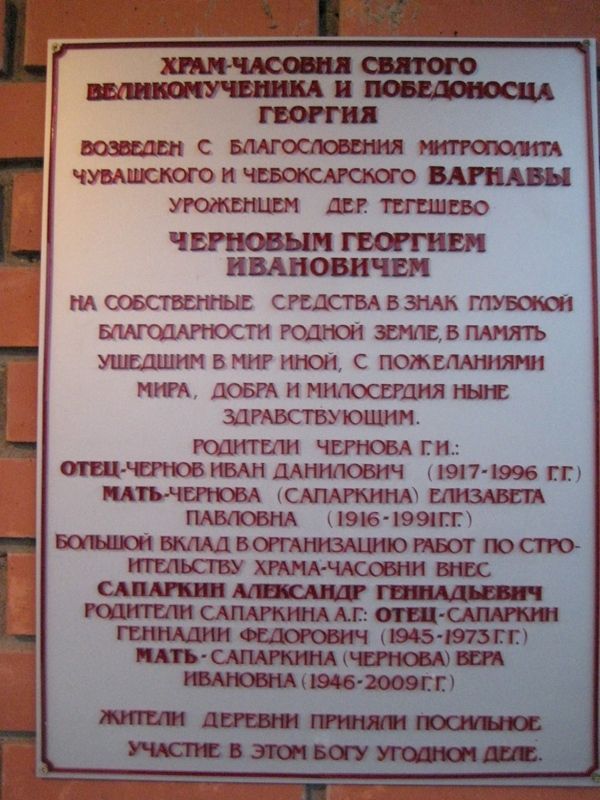 ХРАМ-ЧАСОВНЯ СВЯТОГО
ВЕЛИКОМУЧЕНИКА И ПОБЕДОНОСЦА
ГЕОРГИЯ
ВОЗВЕДЕН С БЛАГОСЛОВЕНИЯ МИТРОПОЛИТА
ЧУВАШСКОГО И ЧЕБОКСАРСКОГО ВАРНАВЫ
УРОЖЕНЦЕМ ДЕР. ТЕГЕШЕВО
ЧЕРНОВЫМ ГЕОРГИЕМ
ИВАНОВИЧЕМ
НА СОБСТВЕННЫЕ СРЕДСТВА В ЗНАК ГЛУБОКОЙ
БЛАГОДАРНОСТИ РОДНОЙ ЗЕМЛЕ, В ПАМЯТЬ
УШЕДШИМ В МИР ИНОЙ, С ПОЖЕЛАНИЯМИ
МИРА, ДОБРА И МИЛОСЕРДИЯ НЫНЕ
ЗДРАВСТВУЮЩИМ.
РОДИТЕЛИ ЧЕРНОВА Г.И.:
ОТЕЦ-ЧЕРНОВ ИВАН ДАНИЛОВИЧ (1917-1996 Г.Г.)
МАТЬ-ЧЕРНОВА (САПАРКИНА) ЕЛИЗАВЕТА
ПАВЛОВНА (1916-1991Г.Г.)
БОЛЬШОЙ ВКЛАД В ОРГАНИЗАЦИЮ РАБОТ ПО СТРО-
ИТЕЛЬСТВУ ХРАМА-ЧАСОВНИ ВНЕС
САПАРКИН АЛЕКСАНДР ГЕННАДЬЕВИЧ
РОДИТЕЛИ САПАРКИНА А.Г.: ОТЕЦ-САПАРКИН
ГЕННАДИИ ФЕДОРОВИЧ (1945-1973 Г.Г.)
МАТЬ-САПАРКИНА (ЧЕРНОВА) ВЕРА
ИВАНОВНА (1946-2009 Г.Г.)
ЖИТЕЛИ ДЕРЕВНИ ПРИНЯЛИ ПОСИЛЬНОЕ
УЧАСТИЕ В ЭТОМ БОГУ УГОДНОМ ДЕЛЕ.